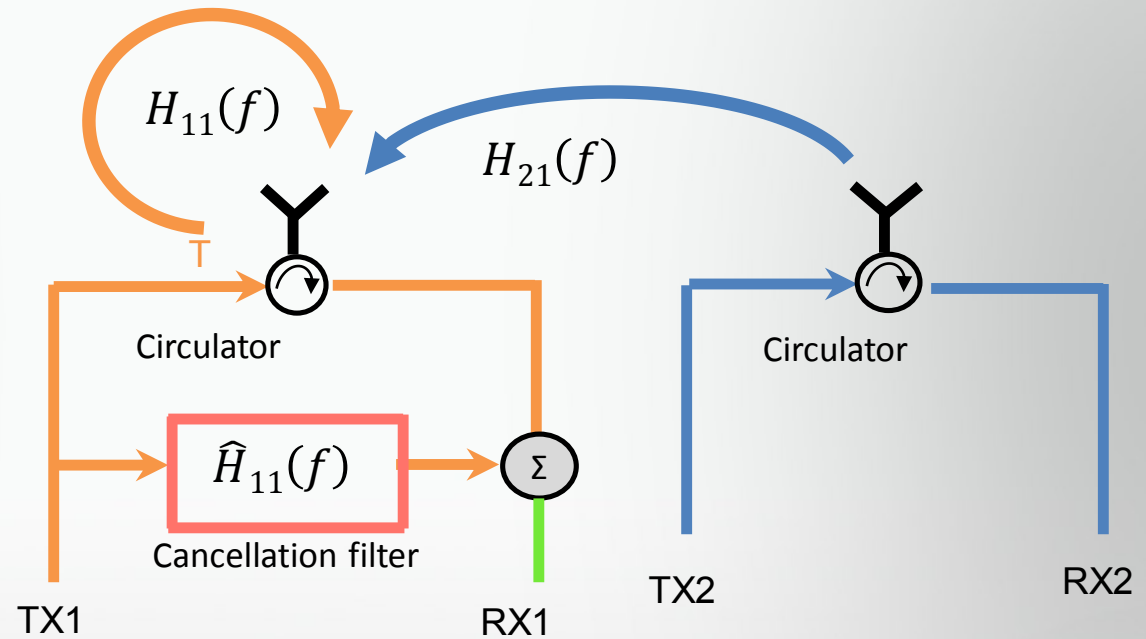 H₁₁(f)
H₂₁(f)
T
Circulator
Circulator
Ĥ₁₁(f)
Σ
Cancellation filter
TX1
RX1
TX2
RX2